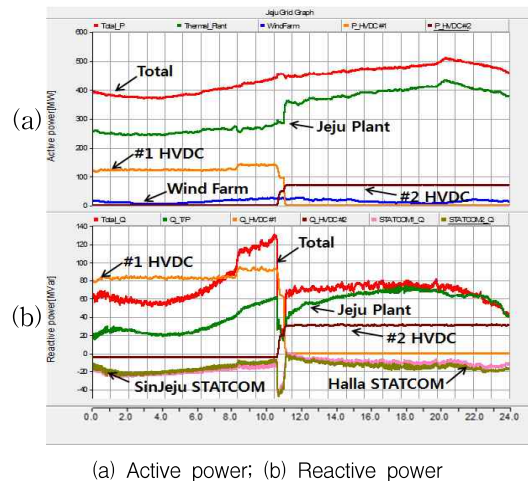 Jeju Grid Graph
Total_P Thermal_Plant WindFarm P_HVDC#1 P_HVDC#2
600
500
400
300
200
100
0
Active power[MW]
(a)
Total
Jeju Plant
#1 HVDC
Wind Farm
#2 HVDC
Total_Q Q_T/P Q_HVDC#1 Q_HVDC#2 STATCOM1_Q STATCOM2_Q
140
120
100
80
60
40
20
0
-20
-40
Reactive power[MVar]
(b)
#1 HVDC
Total
Jeju Plant
#2 HVDC
SinJeju STATCOM
Halla STATCOM
0.0 2.0 4.0 6.0 8.0 10.0 12.0 14.0 16.0 18.0 20.0 22.0 24.0
(a) Active power; (b) Reactive power